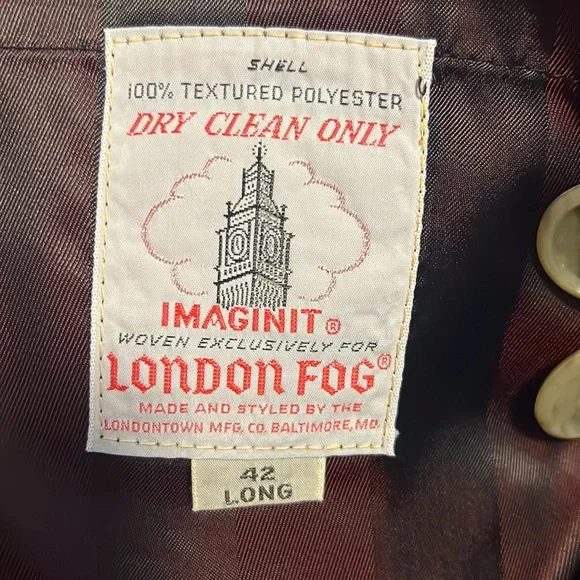 SHELL
100% TEXTURED POLYESTER
DRY CLEAN ONLY
IMAGINIT®
WOVEN EXCLUSIVELY FOR
LONDON FOG®
MADE AND STYLED BY THE
LONDONTOWN MFG. CO. BALTIMORE, MD.
42
LONG